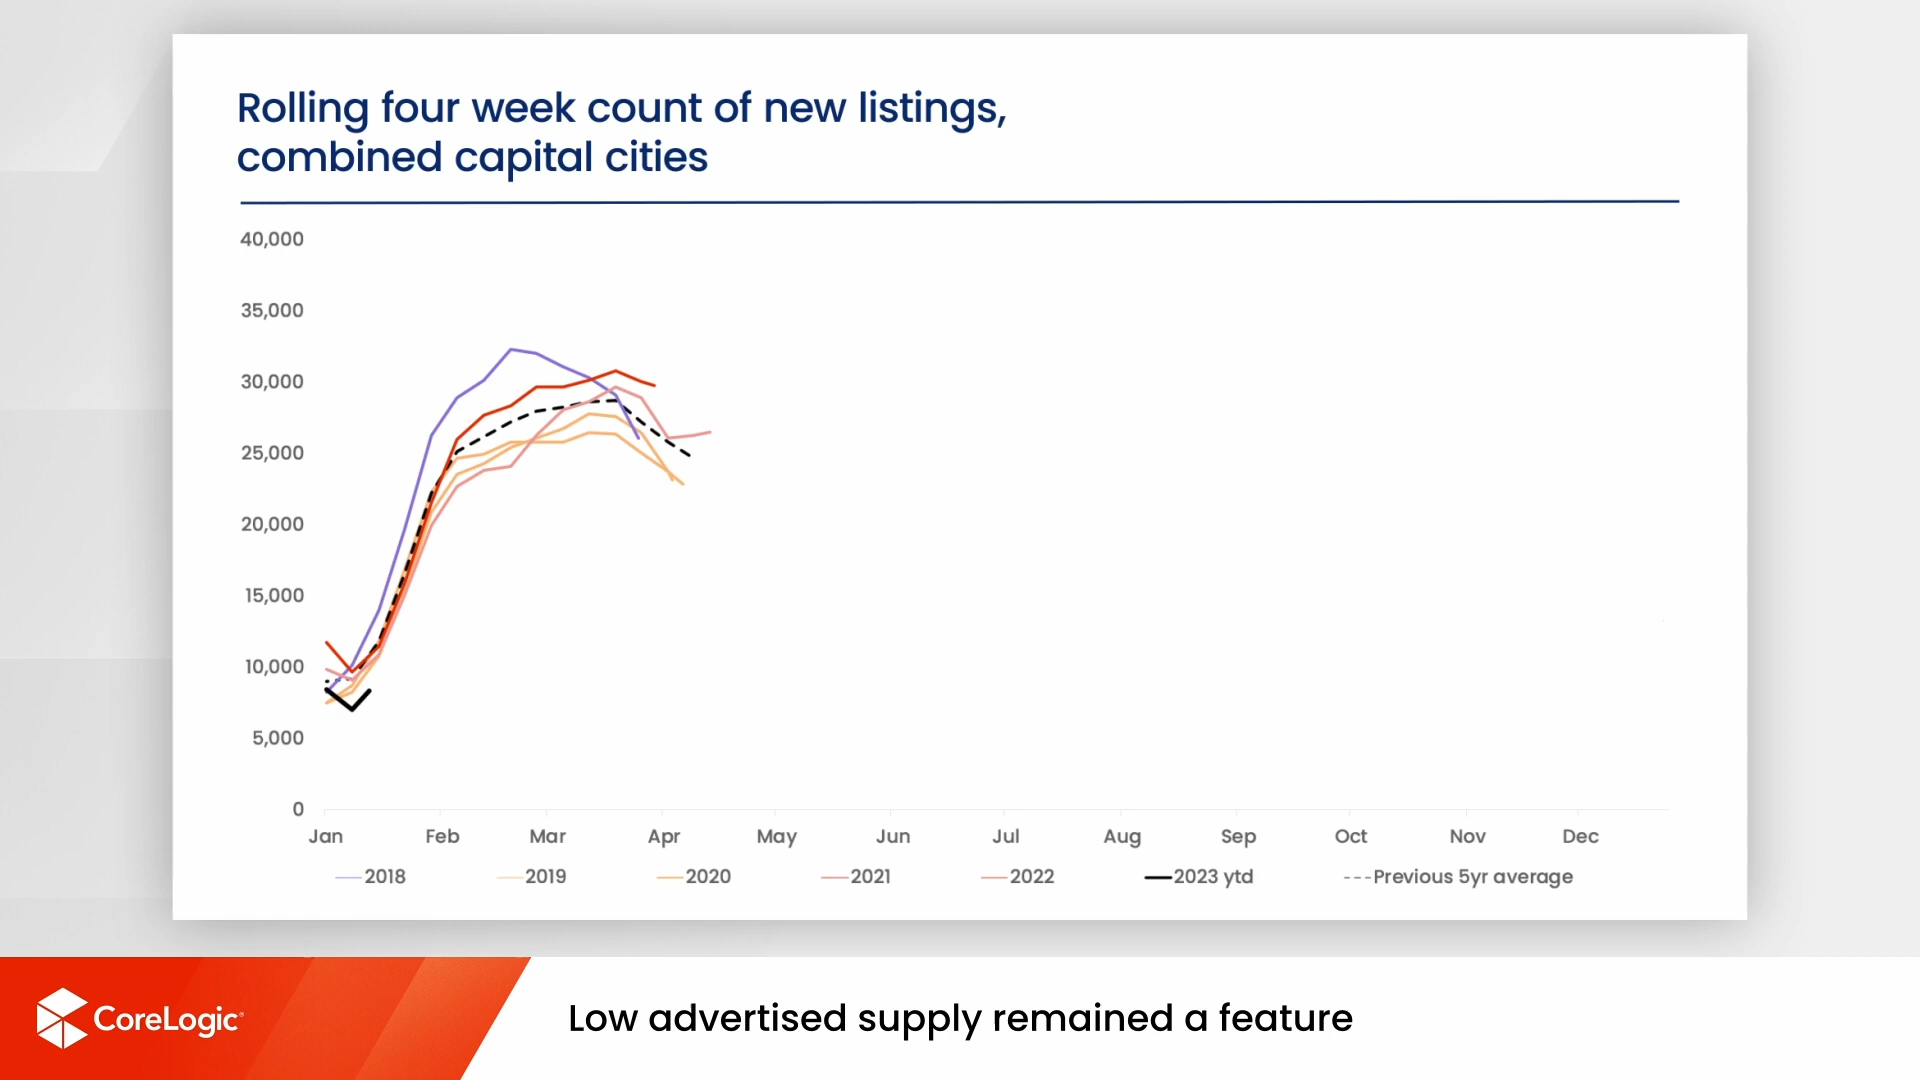 Rolling four week count of new listings,
combined capital cities
40,000
35,000
30,000
25,000
20,000
15,000
10,000
5,000
0
Jan Feb Mar Apr May Jun Jul Aug Sep Oct Nov Dec
2018 2019 2020 2021 2022 2023 ytd Previous 5yr average
CoreLogic
Low advertised supply remained a feature